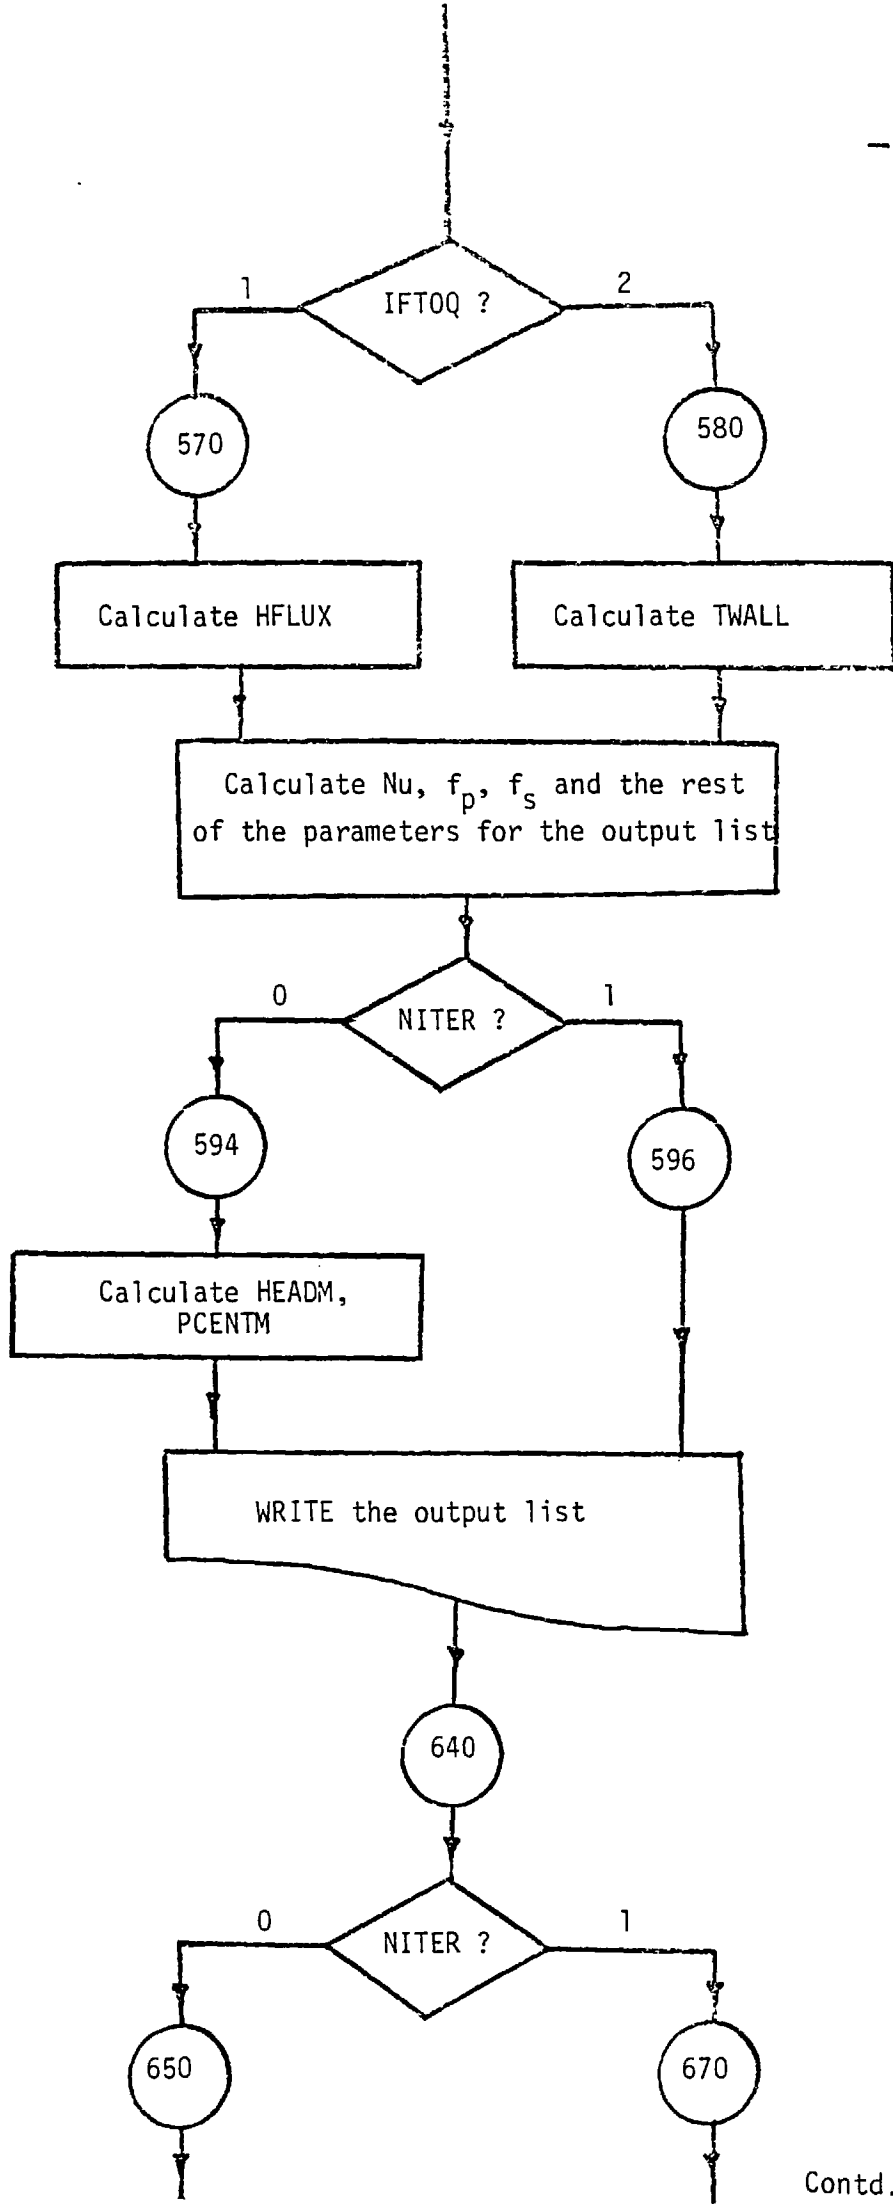 1
IFTOQ ?
2
570
580
Calculate HFLUX
Calculate TWALL
Calculate Nu, f_p, f_s and the rest
of the parameters for the output list
0
NITER ?
1
594
596
Calculate HEADM,
PCENTM
WRITE the output list
640
0
NITER ?
1
650
670
Contd.